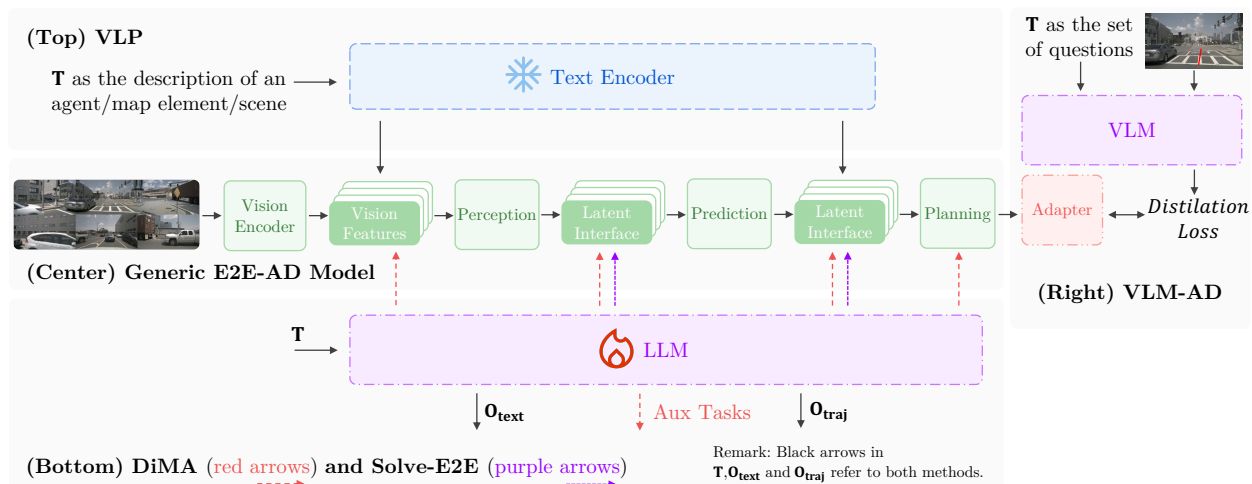 (Top) VLP
T as the description of an
agent/map element/scene
Text Encoder
T as the set
of questions
VLM
Vision
Encoder
Vision
Features
Perception
Latent
Interface
Prediction
Latent
Interface
Planning
Adapter
Distilation
Loss
(Center) Generic E2E-AD Model
(Right) VLM-AD
T
LLM
O_text
Aux Tasks
O_traj
(Bottom) DiMA (red arrows) and Solve-E2E (purple arrows)
Remark: Black arrows in
T,O_text and O_traj refer to both methods.